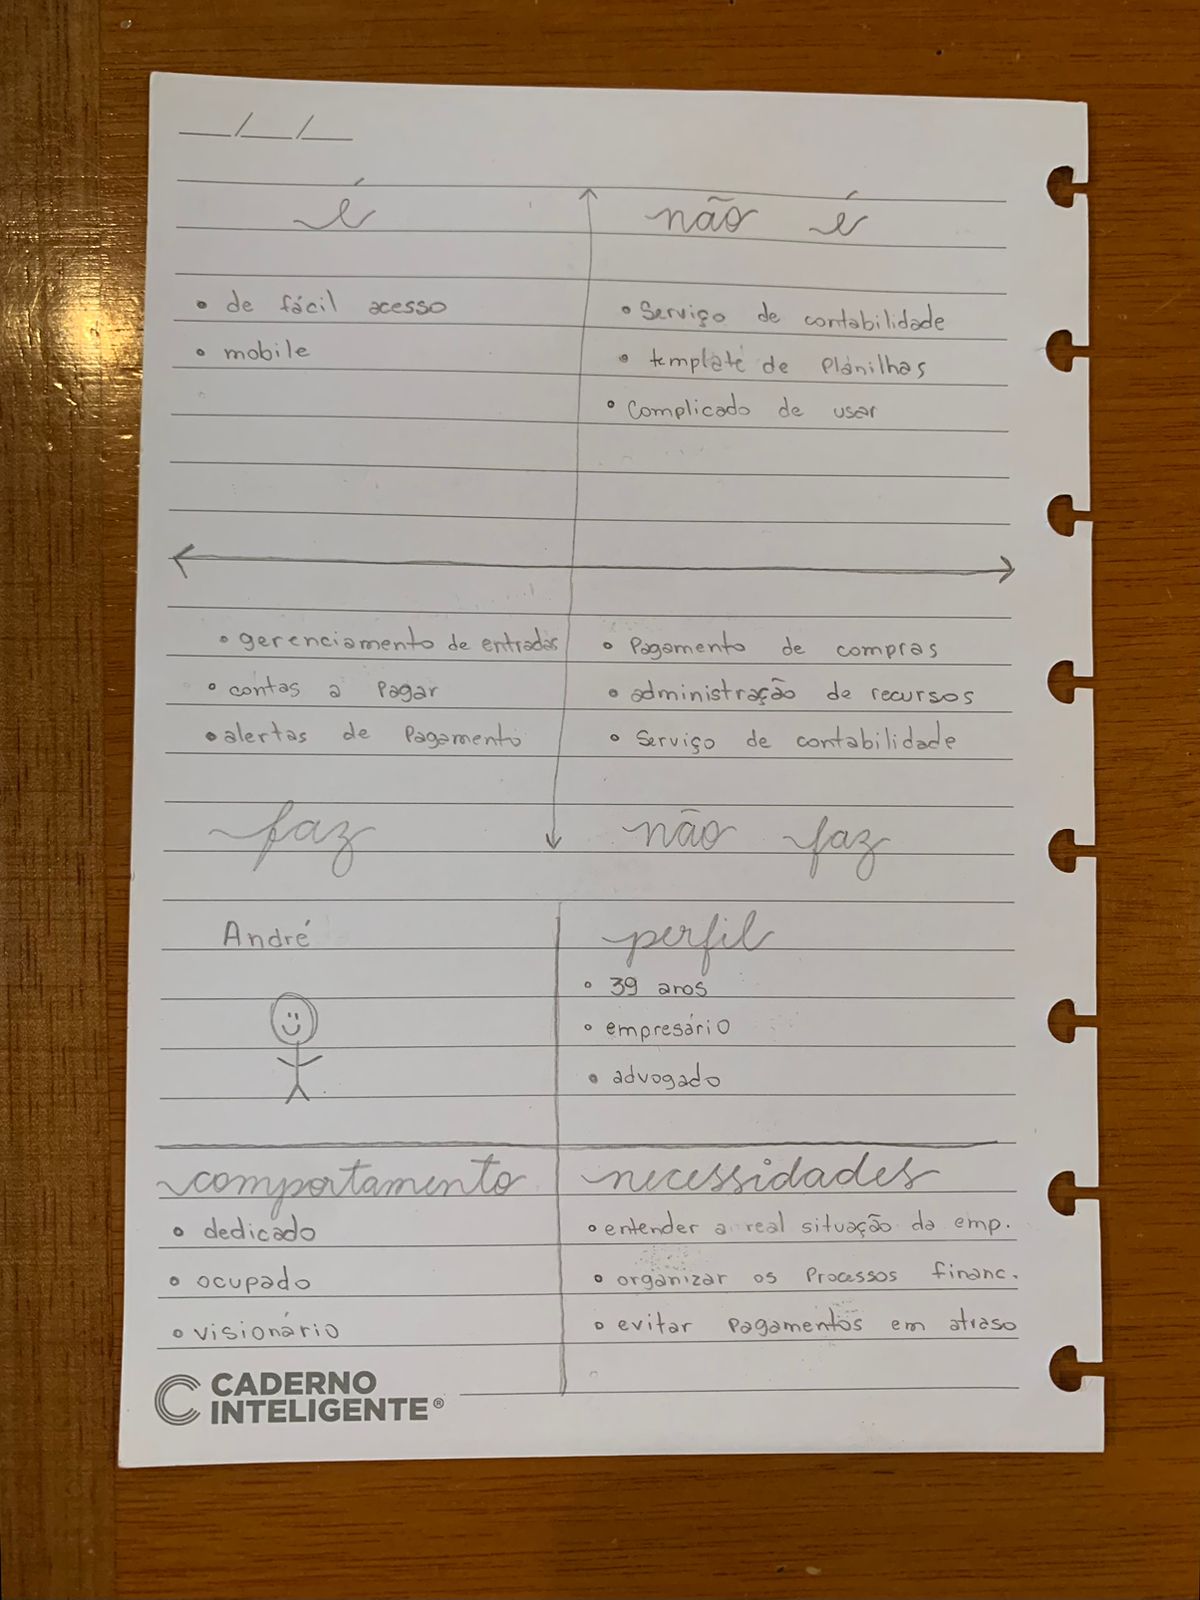 __/__/__
é
não é
• de fácil acesso
• mobile
• Serviço de contabilidade
• template de planilhas
• Complicado de usar
• gerenciamento de entradas
• contas a pagar
• alertas de pagamento
• Pagamento de compras
• administração de recursos
• Serviço de contabilidade
faz
não faz
André
perfil
• 39 anos
• empresário
• advogado
comportamento
• dedicado
• ocupado
• visionário
necessidades
• entender a real situação da emp.
• organizar os processos financ.
• evitar pagamentos em atraso
CADERNO
INTELIGENTE®